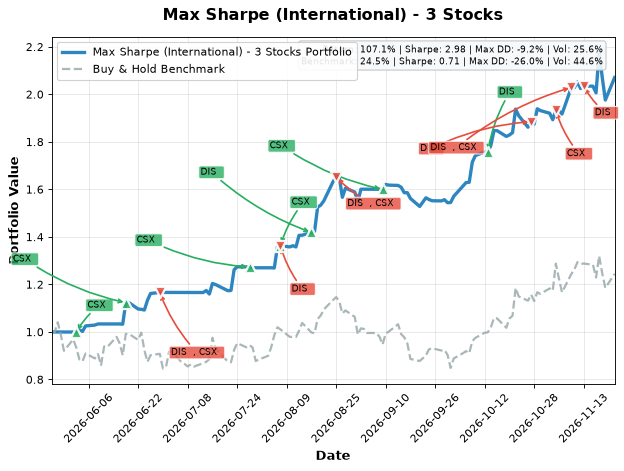 Max Sharpe (International) - 3 Stocks
107.1% | Sharpe: 2.98 | Max DD: -9.2% | Vol: 25.6%
24.5% | Sharpe: 0.71 | Max DD: -26.0% | Vol: 44.6%
Max Sharpe (International) - 3 Stocks Portfolio
Buy & Hold Benchmark
2.2
2.0
1.8
1.6
1.4
1.2
1.0
0.8
Portfolio Value
DIS
DIS
DIS , CSX
CSX
CSX
DIS
DIS , CSX
CSX
CSX
CSX
DIS
CSX
DIS , CSX
2026-06-06
2026-06-22
2026-07-08
2026-07-24
2026-08-09
2026-08-25
2026-09-10
2026-09-26
2026-10-12
2026-10-28
2026-11-13
Date